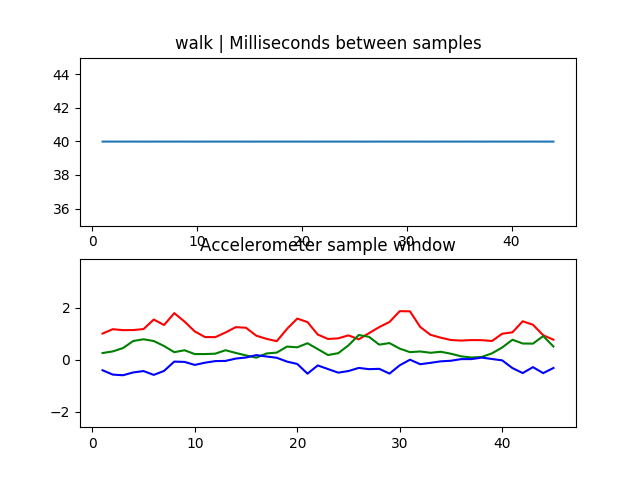 walk | Milliseconds between samples
44
42
40
38
36
0 10 20 30 40
Accelerometer sample window
2
0
−2
0 10 20 30 40